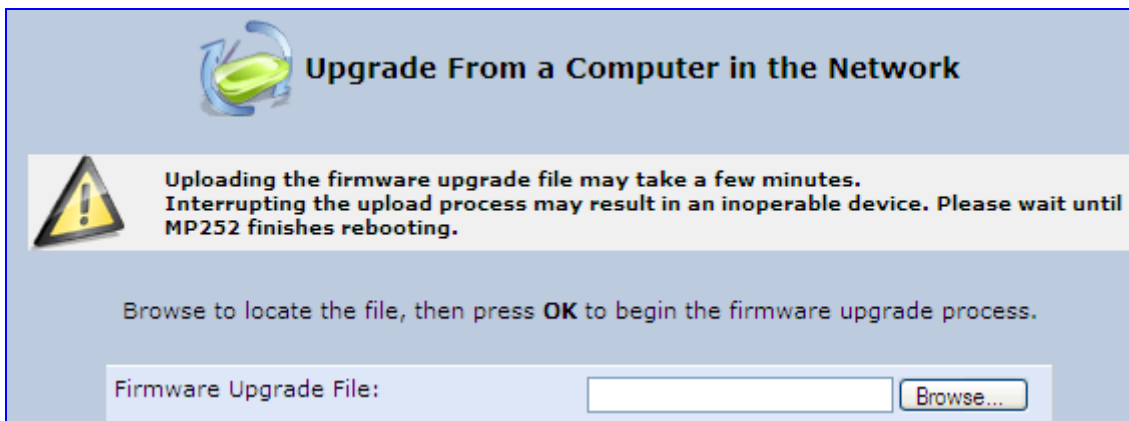 Upgrade From a Computer in the Network
Uploading the firmware upgrade file may take a few minutes.
Interrupting the upload process may result in an inoperable device. Please wait until
MP252 finishes rebooting.
Browse to locate the file, then press OK to begin the firmware upgrade process.
Firmware Upgrade File:
Browse...